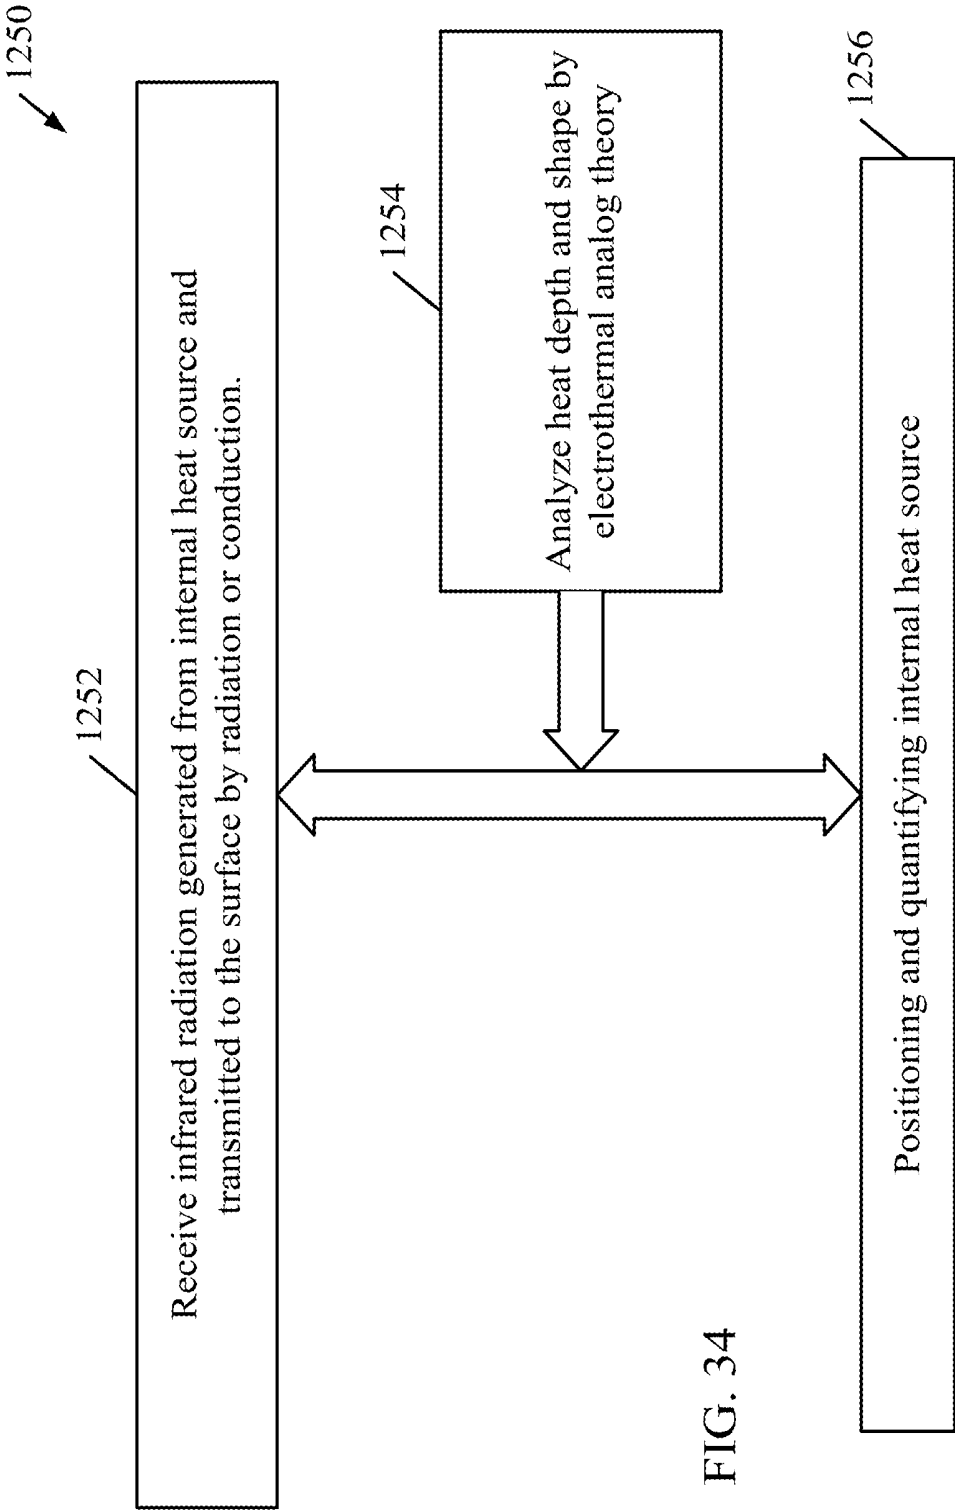 1250
1252
Receive infrared radiation generated from internal heat source and
transmitted to the surface by radiation or conduction.
1254
Analyze heat depth and shape by
electrothermal analog theory
1256
Positioning and quantifying internal heat source
FIG. 34